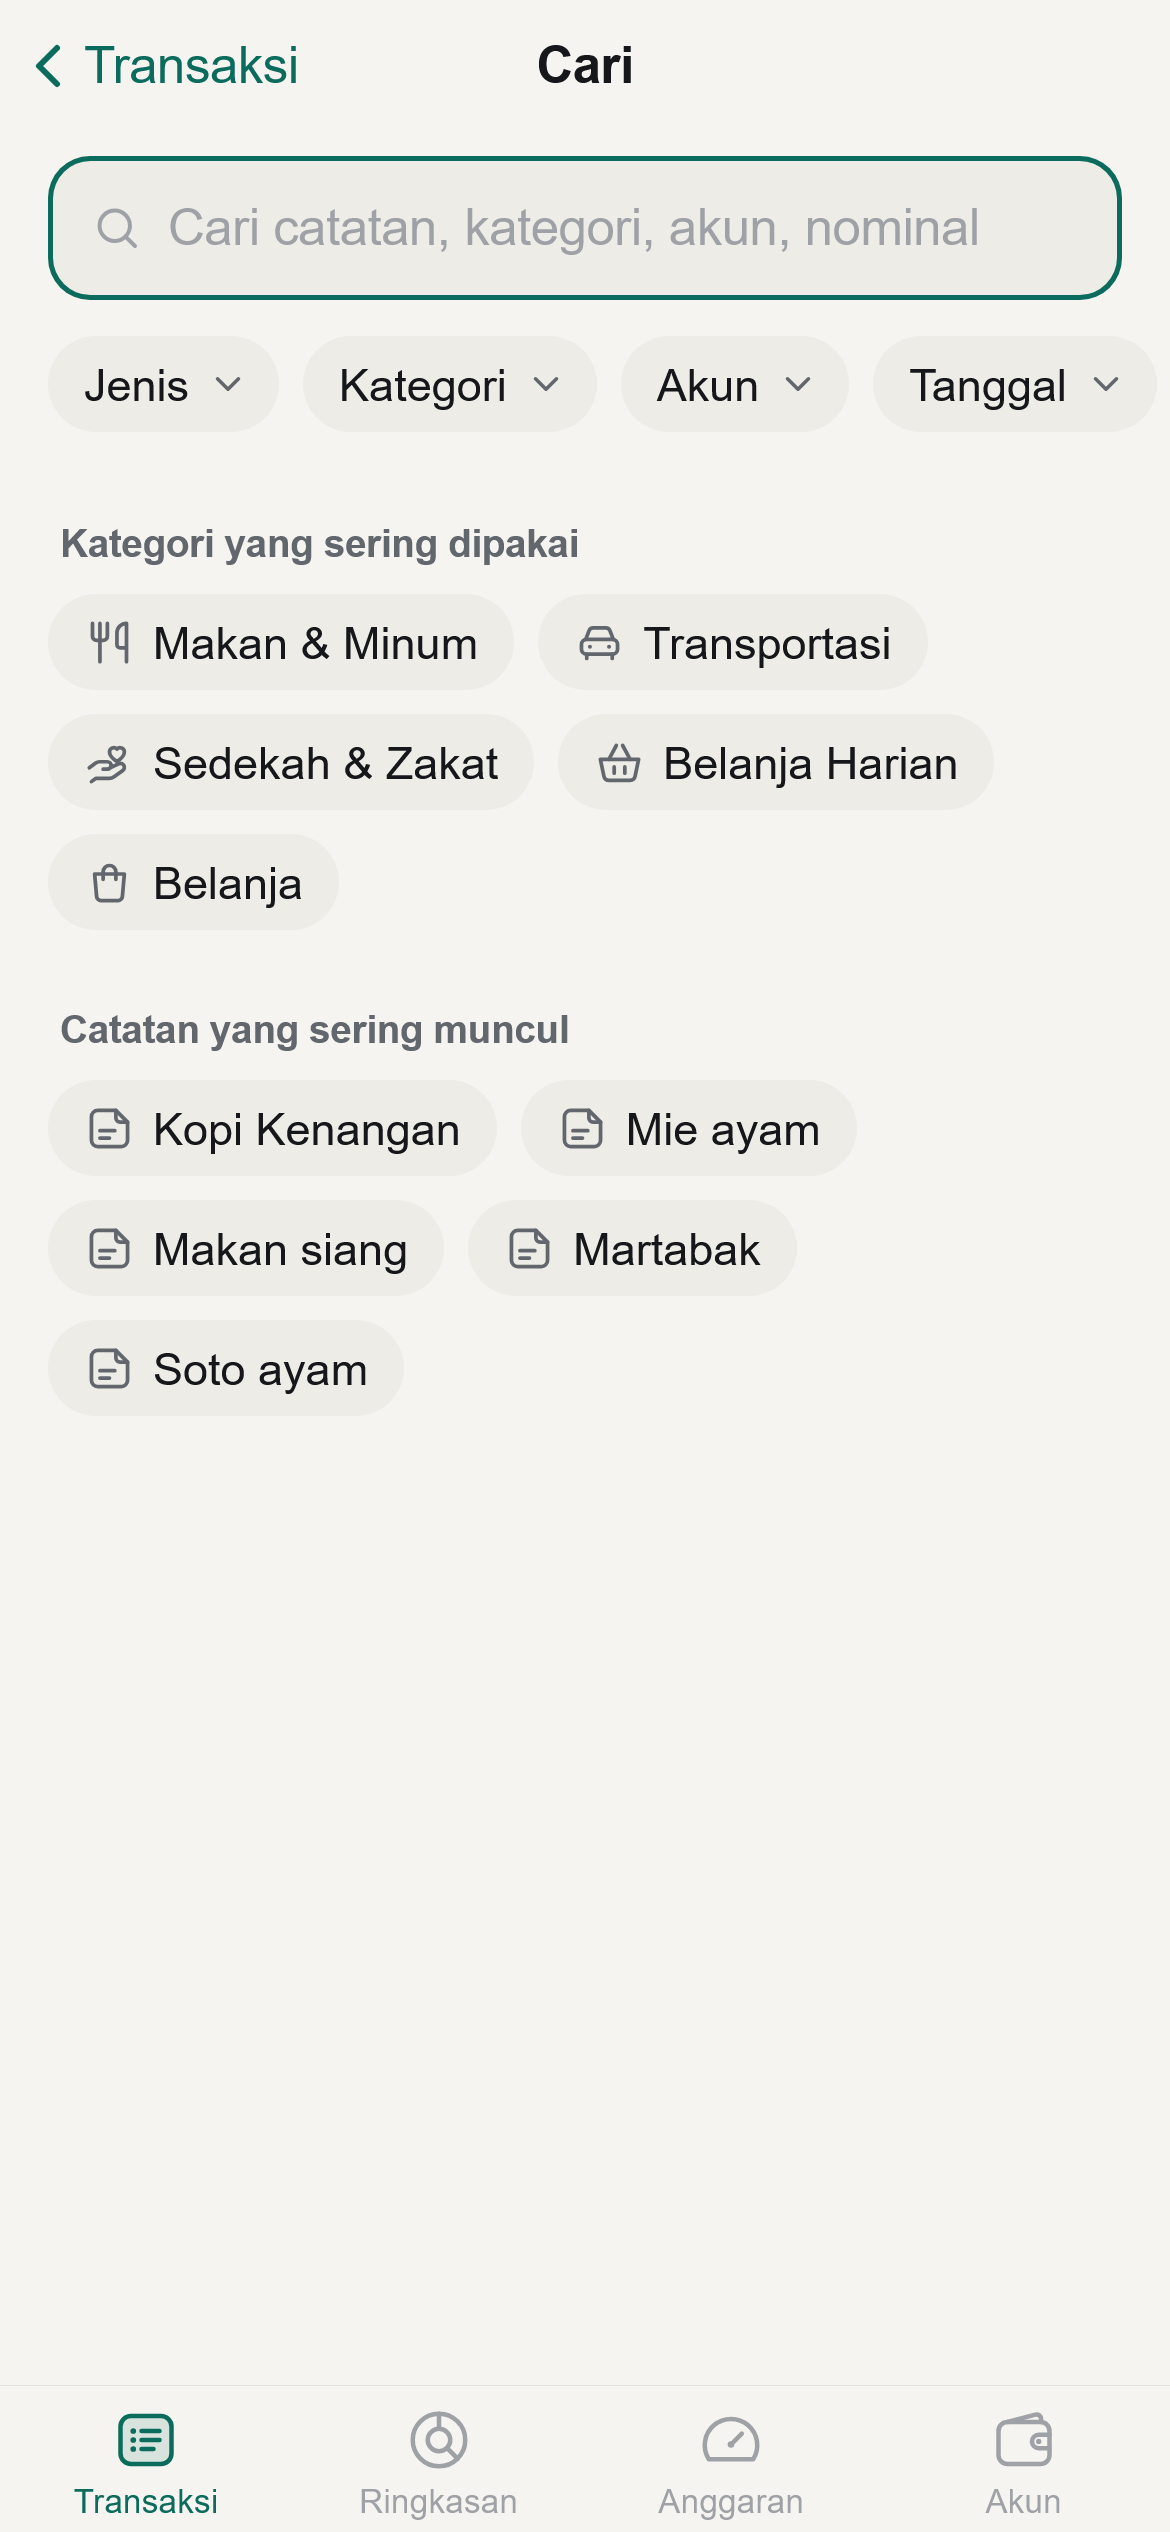 Transaksi
Cari
Cari catatan, kategori, akun, nominal
Jenis
Kategori
Akun
Tanggal
Kategori yang sering dipakai
Makan & Minum
Transportasi
Sedekah & Zakat
Belanja Harian
Belanja
Catatan yang sering muncul
Kopi Kenangan
Mie ayam
Makan siang
Martabak
Soto ayam
Transaksi
Ringkasan
Anggaran
Akun